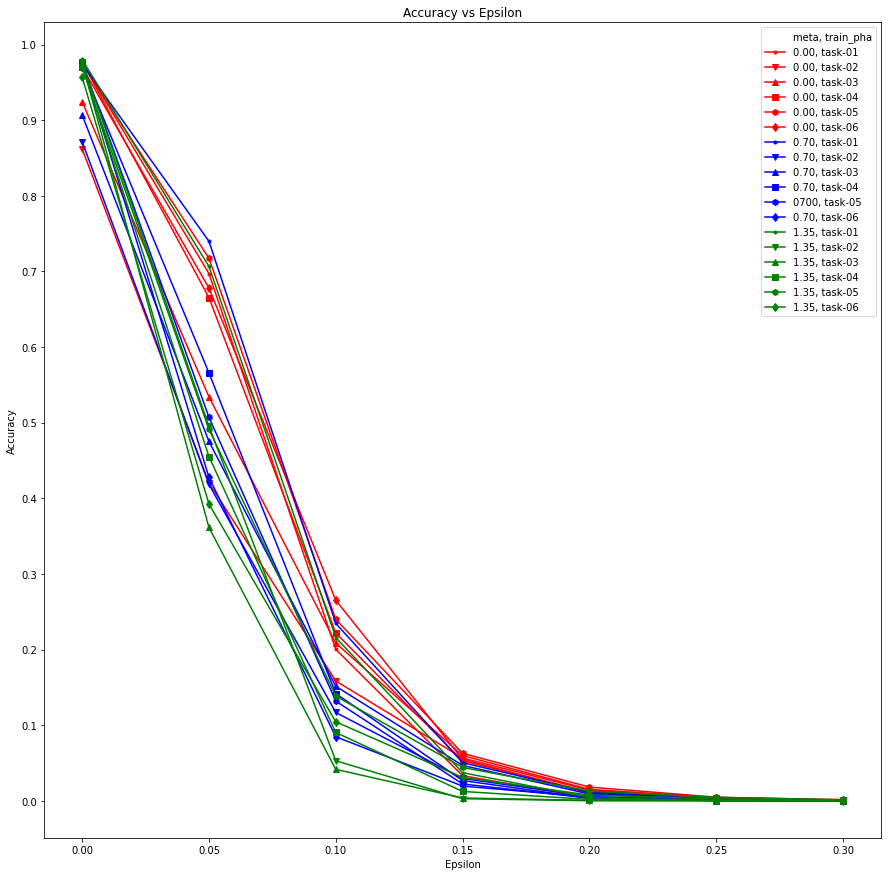 Accuracy vs Epsilon
meta, train_pha
0.00, task-01
0.00, task-02
0.00, task-03
0.00, task-04
0.00, task-05
0.00, task-06
0.70, task-01
0.70, task-02
0.70, task-03
0.70, task-04
0700, task-05
0.70, task-06
1.35, task-01
1.35, task-02
1.35, task-03
1.35, task-04
1.35, task-05
1.35, task-06
Accuracy
1.0
0.9
0.8
0.7
0.6
0.5
0.4
0.3
0.2
0.1
0.0
0.00 0.05 0.10 0.15 0.20 0.25 0.30
Epsilon